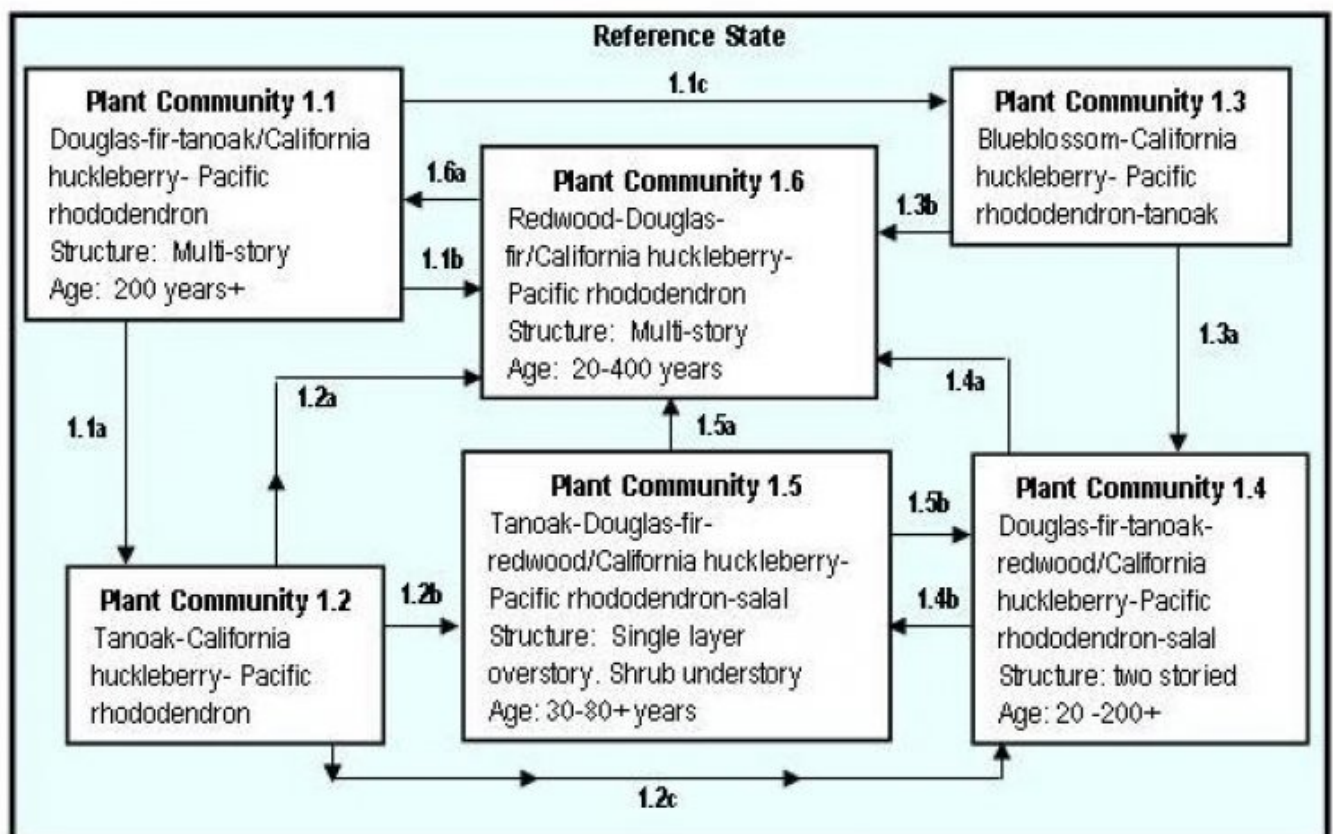 Reference State
Plant Community 1.1
Douglas-fir-tanoak/California
huckleberry- Pacific
rhododendron
Structure: Multi-story
Age: 200 years+
1.1c
Plant Community 1.3
Blueblossom-California
huckleberry- Pacific
rhododendron-tanoak
1.6a
1.1b
Plant Community 1.6
Redwood-Douglas-
fir/California huckleberry-
Pacific rhododendron
Structure: Multi-story
Age: 20-400 years
1.3b
1.3a
1.1a
1.2a
1.5a
1.4a
Plant Community 1.2
Tanoak-California
huckleberry- Pacific
rhododendron
1.2b
Plant Community 1.5
Tanoak-Douglas-fir-
redwood/California huckleberry-
Pacific rhododendron-salal
Structure: Single layer
overstory. Shrub understory
Age: 30-80+ years
1.5b
1.4b
Plant Community 1.4
Douglas-fir-tanoak-
redwood/California
huckleberry-Pacific
rhododendron-salal
Structure: two storied
Age: 20 -200+
1.2c